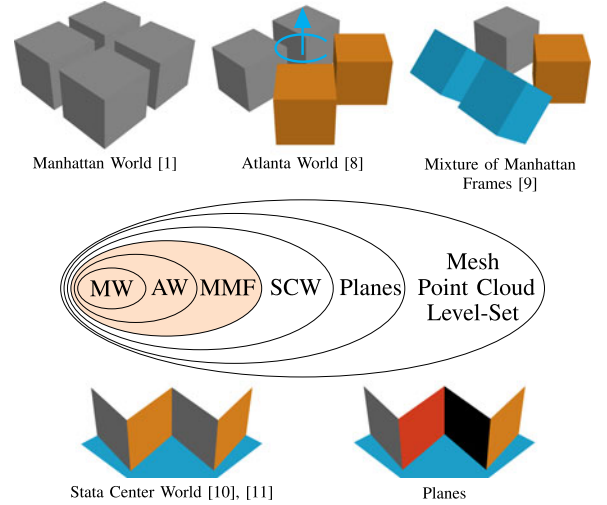 Manhattan World [1]
Atlanta World [8]
Mixture of Manhattan
Frames [9]
MW AW MMF SCW Planes
Mesh
Point Cloud
Level-Set
Stata Center World [10], [11]
Planes